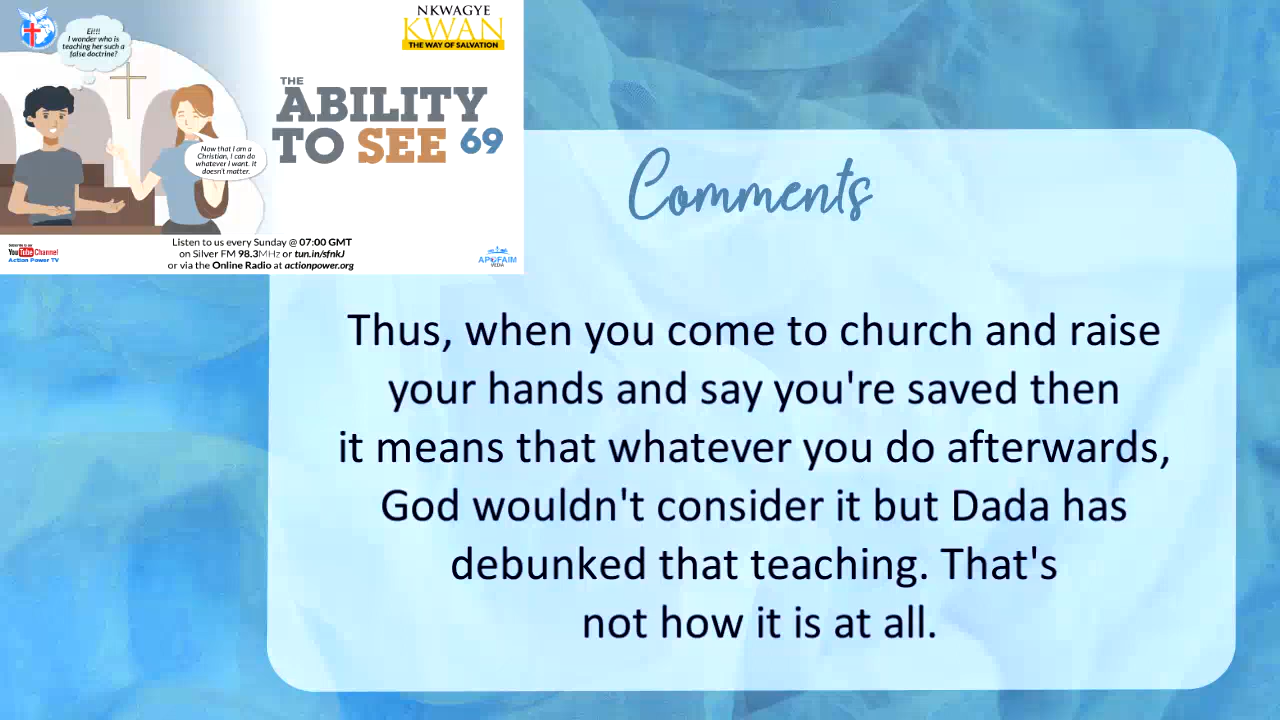 Ei!!!
I wonder who is
teaching her such a
false doctrine?
Now that I am a
Christian, I can do
whatever I want. It
doesn't matter.
NKWAGYE
KWAN
THE WAY OF SALVATION
THE
ABILITY
TO SEE 69
Listen to us every Sunday @ 07:00 GMT
on Silver FM 98.3MHz or tun.in/sfnkJ
or via the Online Radio at actionpower.org
YouTube Channel
Action Power TV
APOFAIM
Comments
Thus, when you come to church and raise
your hands and say you're saved then
it means that whatever you do afterwards,
God wouldn't consider it but Dada has
debunked that teaching. That's
not how it is at all.